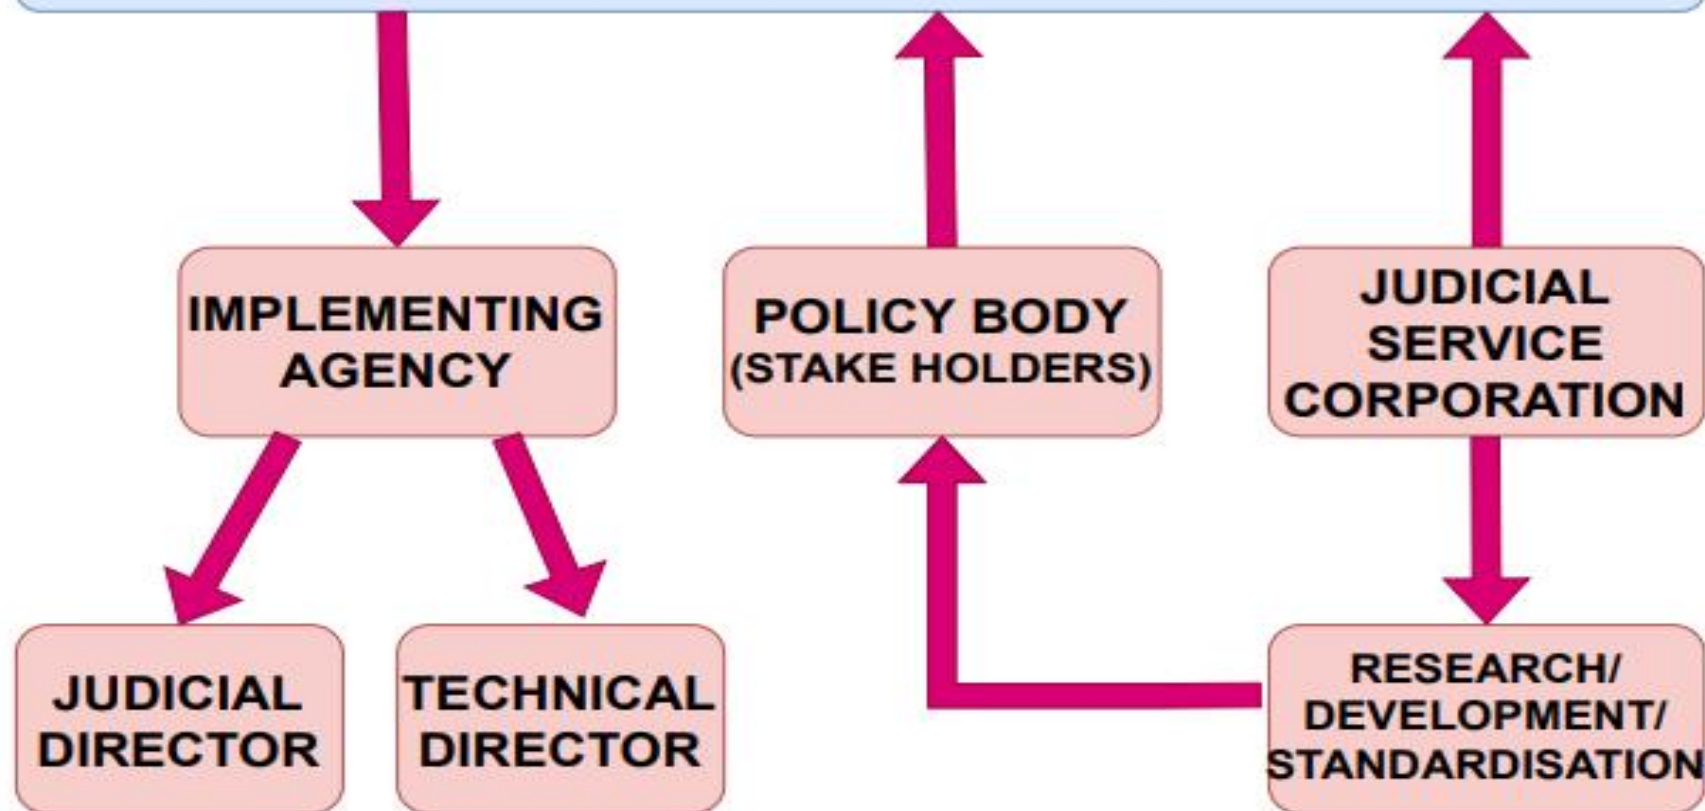 IMPLEMENTING
AGENCY
POLICY BODY
(STAKE HOLDERS)
JUDICIAL
SERVICE
CORPORATION
JUDICIAL
DIRECTOR
TECHNICAL
DIRECTOR
RESEARCH/
DEVELOPMENT/
STANDARDISATION